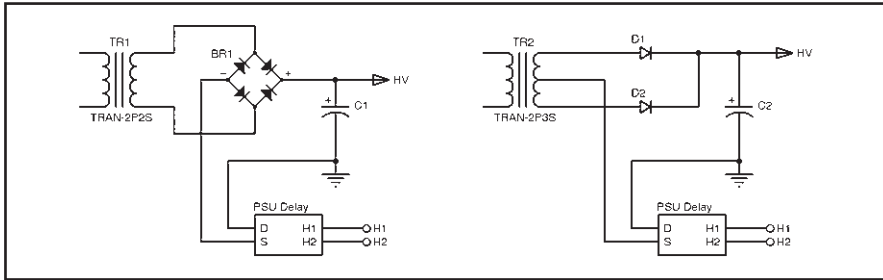 TR1
BR1
−
+
HV
+
C1
TRAN-2P2S
PSU Delay
D
H1
H1
S
H2
H2
TR2
D1
HV
D2
+
C2
TRAN-2P3S
PSU Delay
D
H1
H1
S
H2
H2